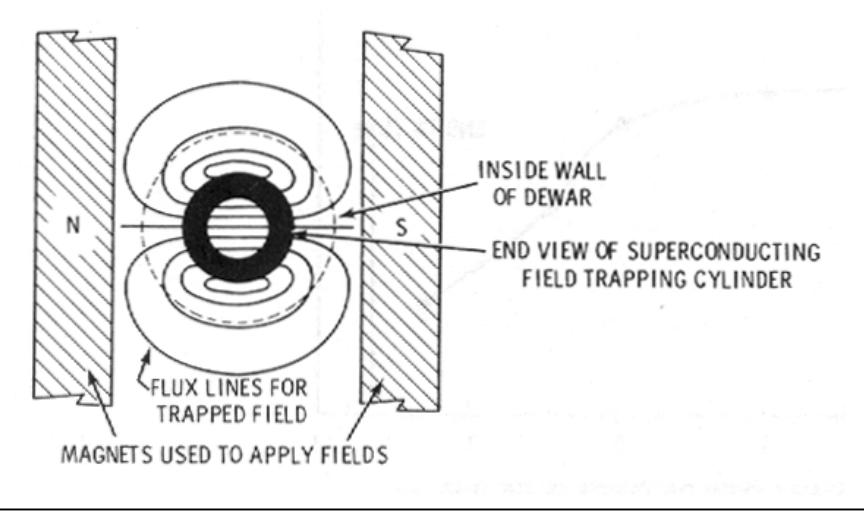 N
S
INSIDE WALL
OF DEWAR
END VIEW OF SUPERCONDUCTING
FIELD TRAPPING CYLINDER
FLUX LINES FOR
TRAPPED FIELD
MAGNETS USED TO APPLY FIELDS